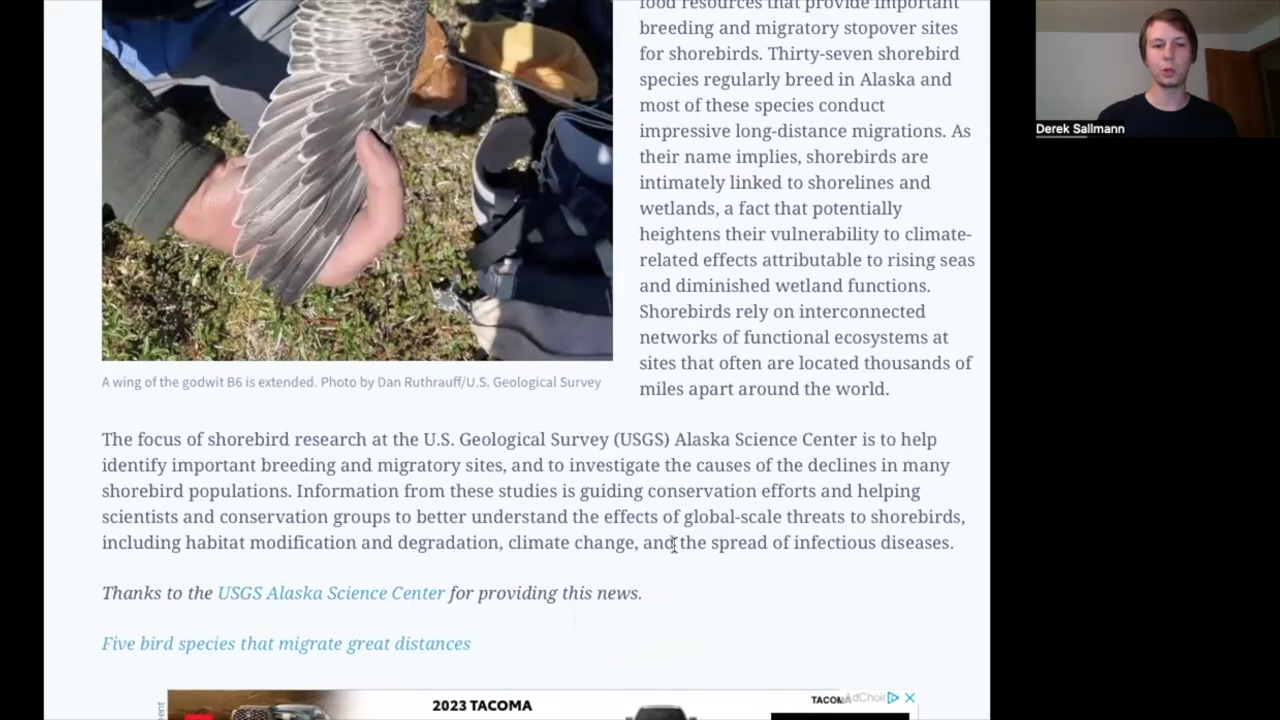 food resources that provide important
breeding and migratory stopover sites
for shorebirds. Thirty-seven shorebird
species regularly breed in Alaska and
most of these species conduct
impressive long-distance migrations. As
their name implies, shorebirds are
intimately linked to shorelines and
wetlands, a fact that potentially
heightens their vulnerability to climate-
related effects attributable to rising seas
and diminished wetland functions.
Shorebirds rely on interconnected
networks of functional ecosystems at
sites that often are located thousands of
miles apart around the world.
A wing of the godwit B6 is extended. Photo by Dan Ruthrauff/U.S. Geological Survey
The focus of shorebird research at the U.S. Geological Survey (USGS) Alaska Science Center is to help
identify important breeding and migratory sites, and to investigate the causes of the declines in many
shorebird populations. Information from these studies is guiding conservation efforts and helping
scientists and conservation groups to better understand the effects of global-scale threats to shorebirds,
including habitat modification and degradation, climate change, and the spread of infectious diseases.
Thanks to the USGS Alaska Science Center for providing this news.
Five bird species that migrate great distances
2023 TACOMA
TACOMA
AdChoices
Derek Sallmann